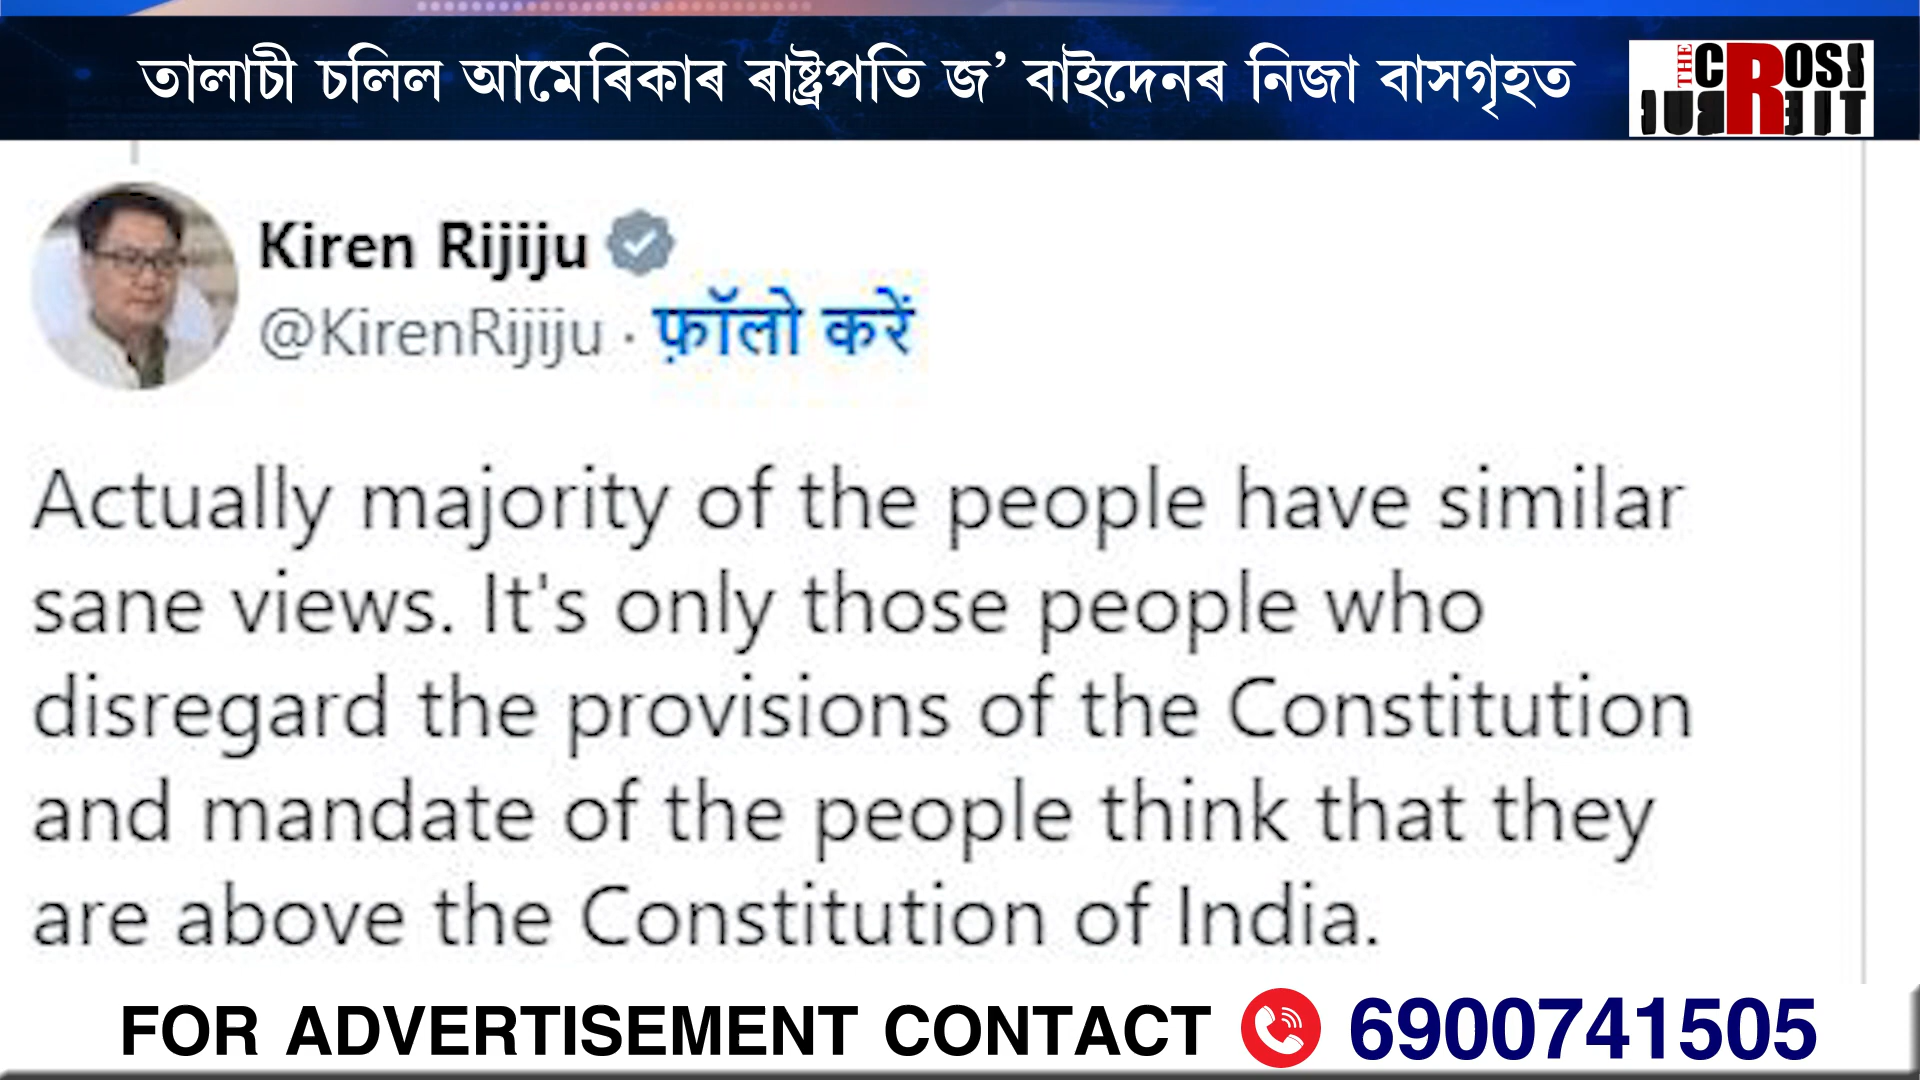 তালাচী চলিল আমেৰিকাৰ ৰাষ্ট্ৰপতি জ’ বাইদেনৰ নিজা বাসগৃহত
THE CROSS
CURRENT
Kiren Rijiju
@KirenRijiju · फ़ॉलो करें
Actually majority of the people have similar
sane views. It's only those people who
disregard the provisions of the Constitution
and mandate of the people think that they
are above the Constitution of India.
FOR ADVERTISEMENT CONTACT 6900741505